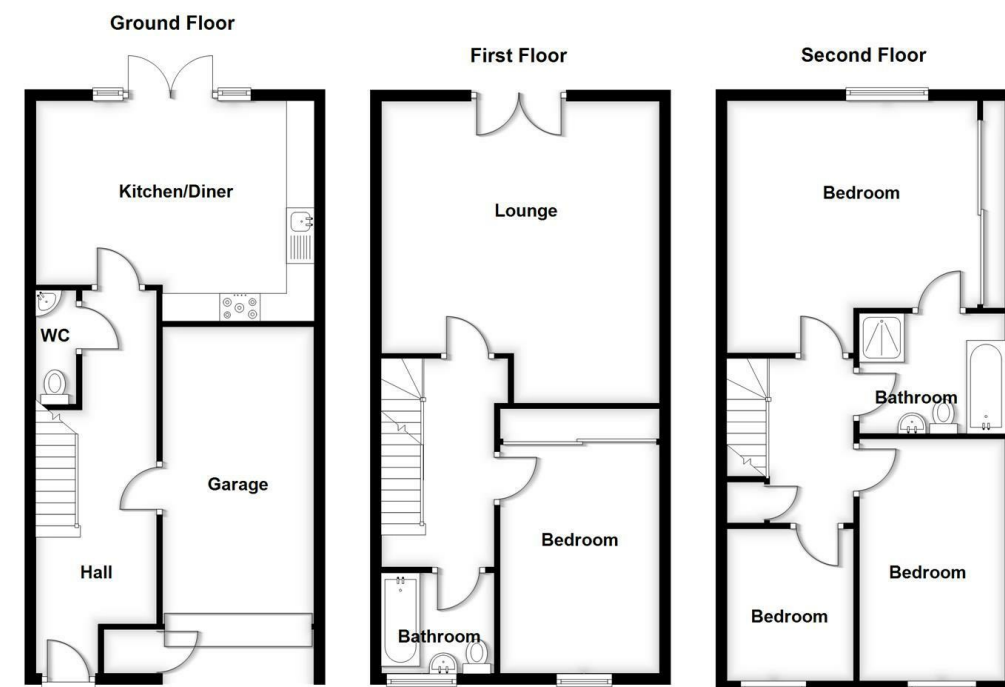 Ground Floor
Kitchen/Diner
WC
Garage
Hall
First Floor
Lounge
Bedroom
Bathroom
Second Floor
Bedroom
Bathroom
Bedroom
Bedroom